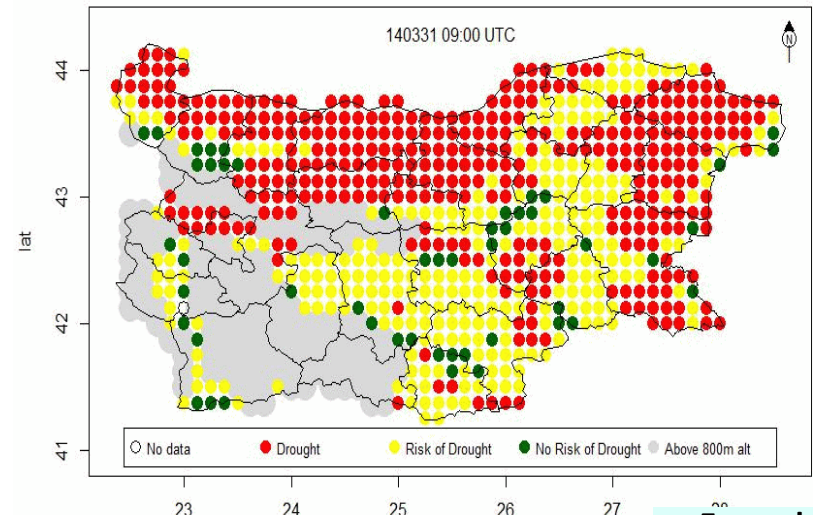 140331 09:00 UTC
N
44
43
lat
42
41
No data Drought Risk of Drought No Risk of Drought Above 800m alt
23 24 25 26 27